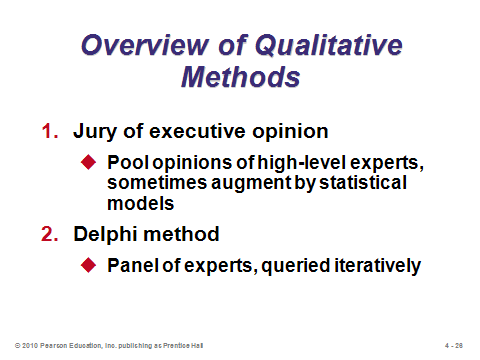 Overview of Qualitative
Methods
1. Jury of executive opinion
Pool opinions of high-level experts,
sometimes augment by statistical
models
2. Delphi method
Panel of experts, queried iteratively
© 2010 Pearson Education, Inc. publishing as Prentice Hall
4 - 26